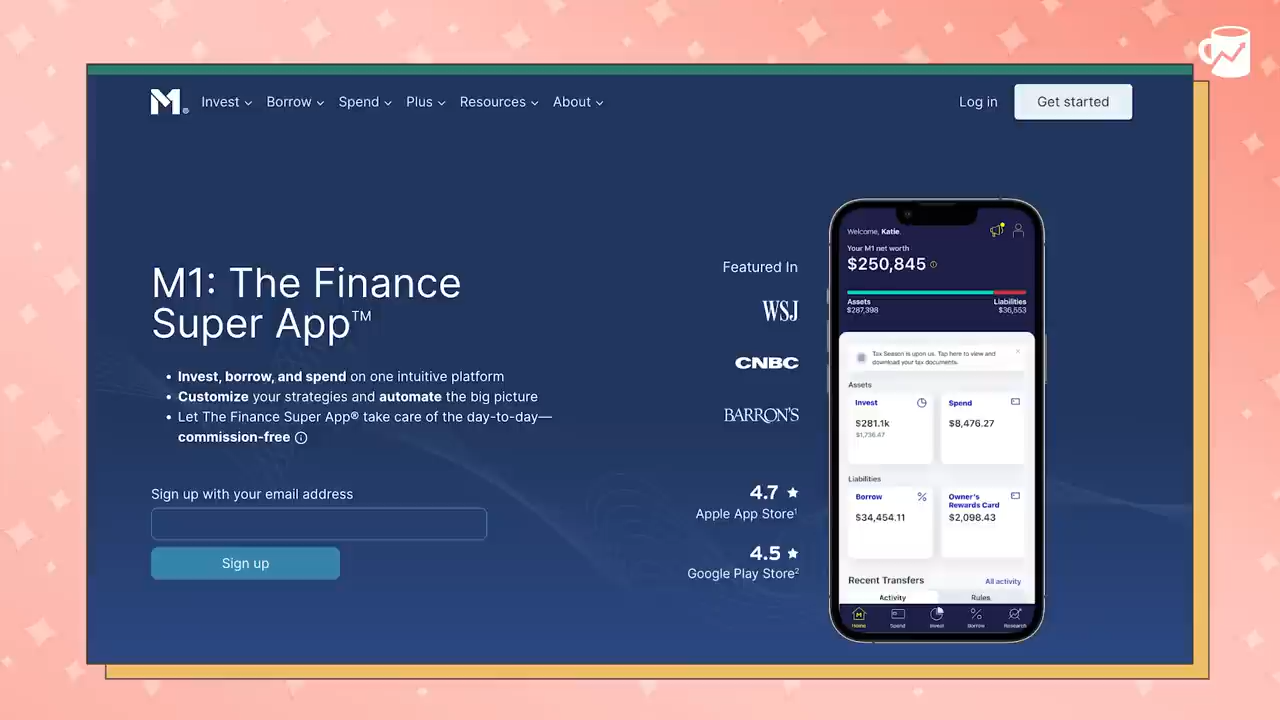 M®
Invest
Borrow
Spend
Plus
Resources
About
Log in
Get started
M1: The Finance
Super App™
• Invest, borrow, and spend on one intuitive platform
• Customize your strategies and automate the big picture
• Let The Finance Super App® take care of the day-to-day—
commission-free
Sign up with your email address
Sign up
Featured In
WSJ
CNBC
BARRON'S
4.7 ★
Apple App Store¹
4.5 ★
Google Play Store²
Welcome, Katie.
Your M1 net worth
$250,845
Assets
Liabilities
$287,398
$36,553
Tax Season is upon us. Tap here to view and
download your tax documents.
Assets
Invest
$281.1k
$1,736.47
Spend
$8,476.27
Liabilities
Borrow
%
$34,454.11
Owner's
Rewards Card
$2,098.43
Recent Transfers
All activity
Activity
Rules
Home
Spend
Invest
Borrow
Research